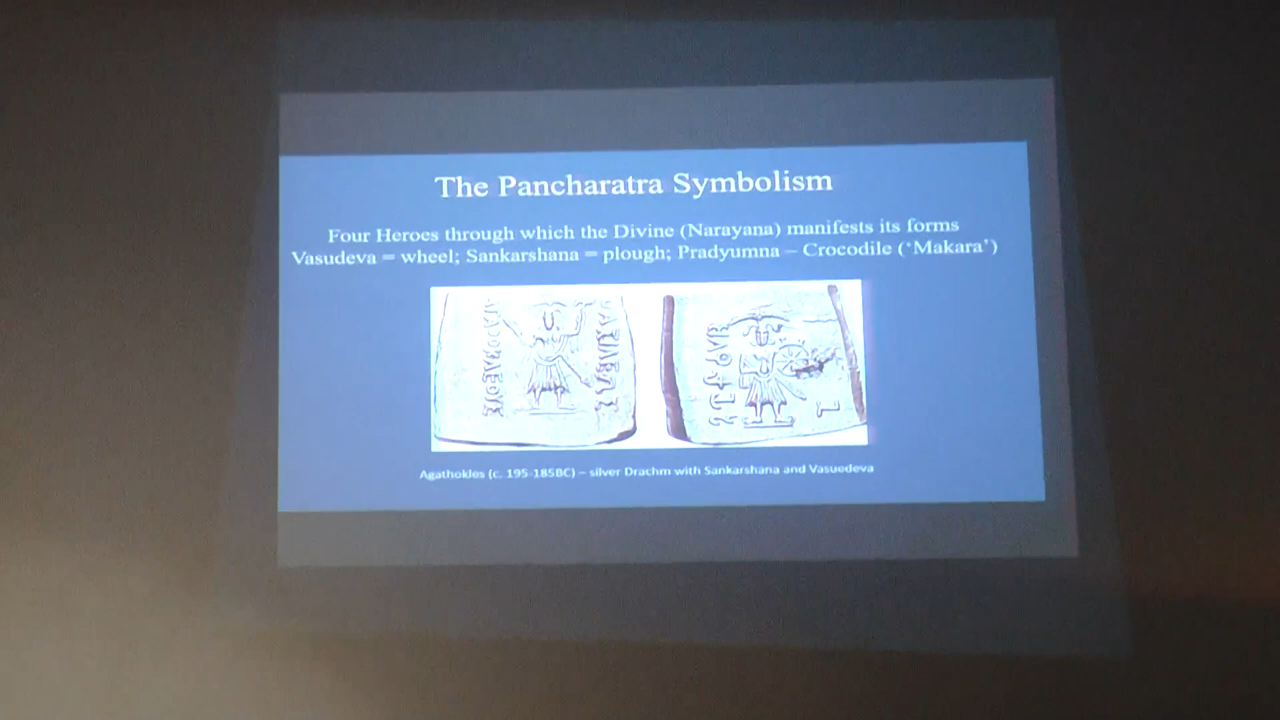 The Pancharatra Symbolism
Four Heroes through which the Divine (Narayana) manifests its forms
Vasudeva = wheel; Sankarshana = plough; Pradyumna – Crocodile (‘Makara’)
Agathokles (c. 195-185BC) – silver Drachm with Sankarshana and Vasuedeva